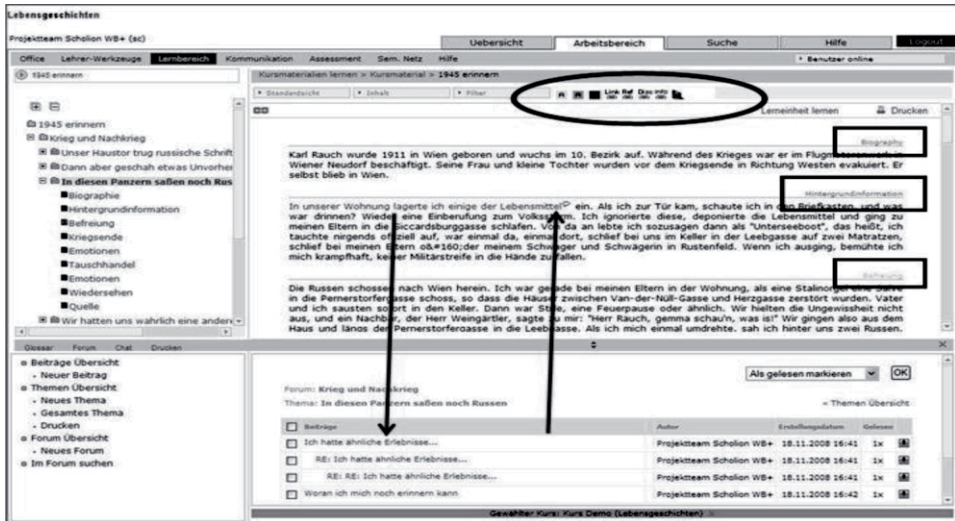 Lebensgeschichten
Projektteam Scholion WB+ (sc)
Uebersicht Arbeitsbereich Suche Hilfe Logout
Office Lehrer-Werkzeuge Lernbereich Kommunikation Assessment Sem. Netz Hilfe
Benutzer online
1945 erinnern
Kursmaterialien lernen > Kursmaterial > 1945 erinnern
Standardsicht Inhalt Filter Link Ref Disc Info
Lerneinheit lernen Drucken
1945 erinnern
Krieg und Nachkrieg
Unser Haustor trug russische Schrift
Dann aber geschah etwas Unvorher
In diesen Panzern saßen noch Rus
Biographie
Hintergrundinformation
Befreiung
Kriegsende
Emotionen
Tauschhandel
Emotionen
Wiedersehen
Quelle
Wir hatten uns wahrlich eine andere
Biography
Karl Rauch wurde 1911 in Wien geboren und wuchs im 10. Bezirk auf. Während des Krieges war er im
Wiener Neudorf beschäftigt. Seine Frau und kleine Tochter wurden vor dem Kriegsende in Richtung Westen evakuiert. Er
selbst blieb in Wien.
Hintergrundinformation
In unserer Wohnung lagerte ich einige der Lebensmittel ein. Als ich zur Tür kam, schaute ich in den Briefkasten, und was
war drinnen? Wieder eine Einberufung zum Volkssturm. Ich ignorierte diese, deponierte die Lebensmittel und ging zu
meinen Eltern in die Siccardsburggasse schlafen. Von da an lebte ich sozusagen dann als "Unterseeboot", das heißt, ich
tauchte nirgends offiziell auf, war einmal da, einmal dort, schlief bei uns im Keller in der Leebgasse auf zwei Matratzen,
schlief bei meinen Eltern o&#160;der meinem Schwager und Schwägerin in Rustenfeld. Wenn ich ausging, bemühte ich
mich krampfhaft, keiner Militärstreife in die Hände zu fallen.
Befreiung
Die Russen schossen nach Wien herein. Ich war gerade bei meinen Eltern in der Wohnung, als eine Stalinorgel eine Salve
in die Pernerstorfergasse schoss, so dass die Häuser zwischen Van-der-Nüll-Gasse und Herzgasse zerstört wurden. Vater
und ich sausten sofort in den Keller. Dann war Stille, eine Feuerpause oder ähnlich. Wir hielten die Ungewissheit nicht
aus, und ein Nachbar, der Herr Weingärtler, sagte zu mir: "Herr Rauch, gemma schau'n, was is!" Wir gingen also aus dem
Haus und längs der Pernerstorfergasse in die Leebgasse. Als ich mich einmal umdrehte, sah ich hinter uns zwei Russen.
Glossar Forum Chat Drucken
Beiträge Übersicht
Neuer Beitrag
Themen Übersicht
Neues Thema
Gesamtes Thema
Drucken
Forum Übersicht
Neues Forum
Im Forum suchen
Als gelesen markieren OK
Forum: Krieg und Nachkrieg
Thema: In diesen Panzern saßen noch Russen
« Themen Übersicht
Beiträge Autor Erstellungsdatum Gelesen
Ich hatte ähnliche Erlebnisse... Projektteam Scholion WB+ 18.11.2008 16:41 1x
RE: Ich hatte ähnliche Erlebnisse... Projektteam Scholion WB+ 18.11.2008 16:41 1x
RE: RE: Ich hatte ähnliche Erlebnisse... Projektteam Scholion WB+ 18.11.2008 16:41 1x
Woran ich mich noch erinnern kann Projektteam Scholion WB+ 18.11.2008 16:42 1x
Gewählter Kurs: Kurs Demo (Lebensgeschichten)